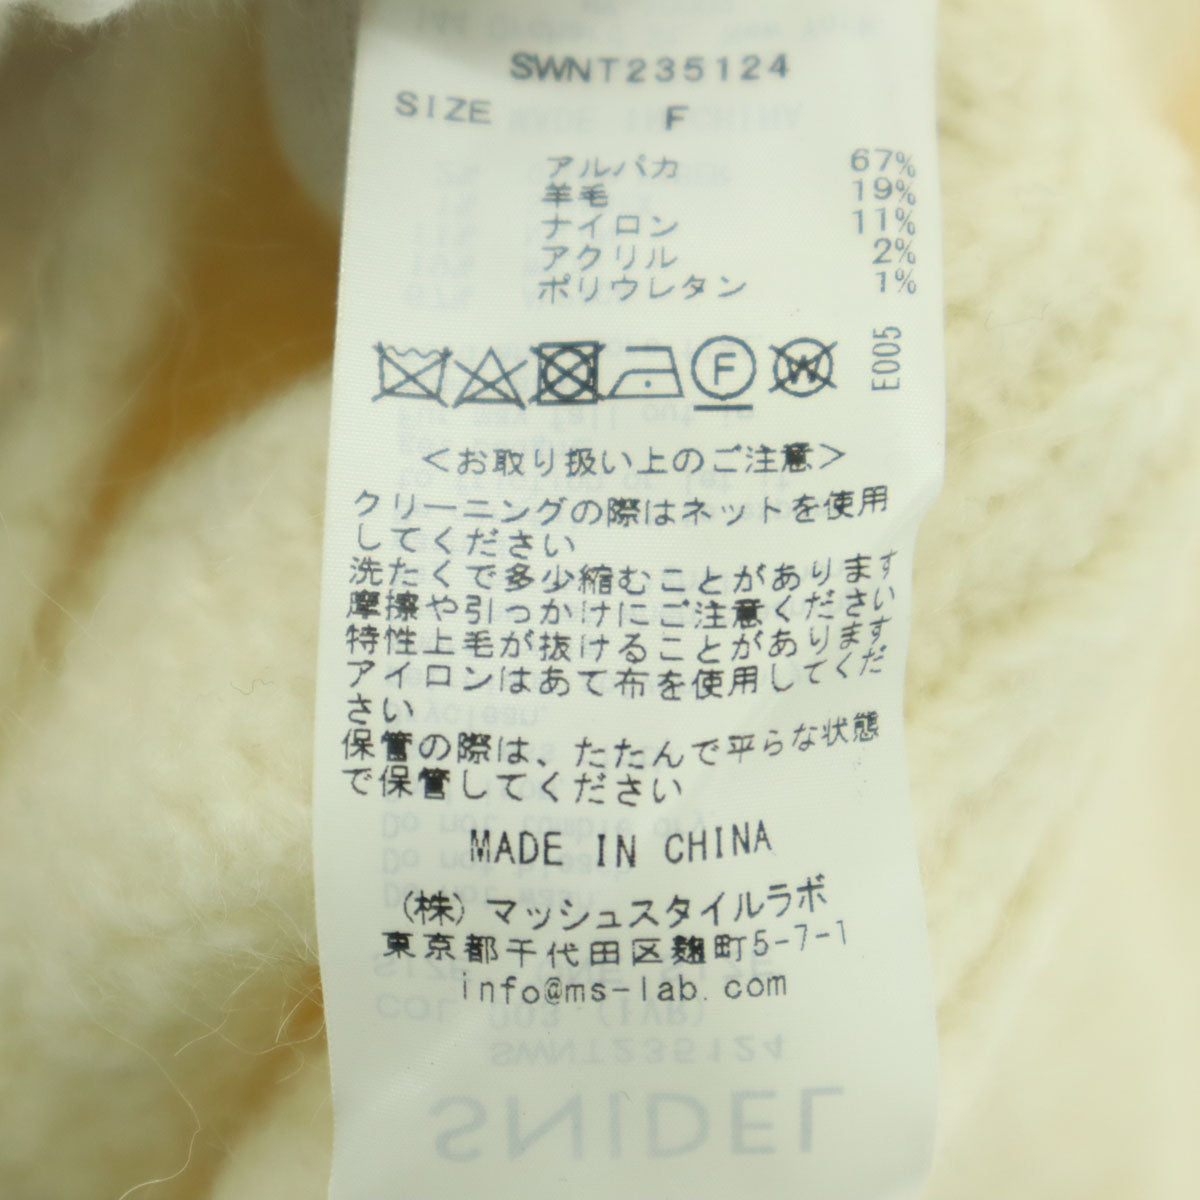 SWNT235124
SIZE F
アルパカ 67%
羊毛 19%
ナイロン 11%
アクリル 2%
ポリウレタン 1%
F W E005
<お取り扱い上のご注意>
クリーニングの際はネットを使用
してください
洗たくで多少縮むことがあります
摩擦や引っかけにご注意ください
特性上毛が抜けることがあります
アイロンはあて布を使用してくだ
さい
保管の際は、たたんで平らな状態
で保管してください
MADE IN CHINA
(株)マッシュスタイルラボ
東京都千代田区麹町5-7-1
info@ms-lab.com
SWNT235124
SNIDEL